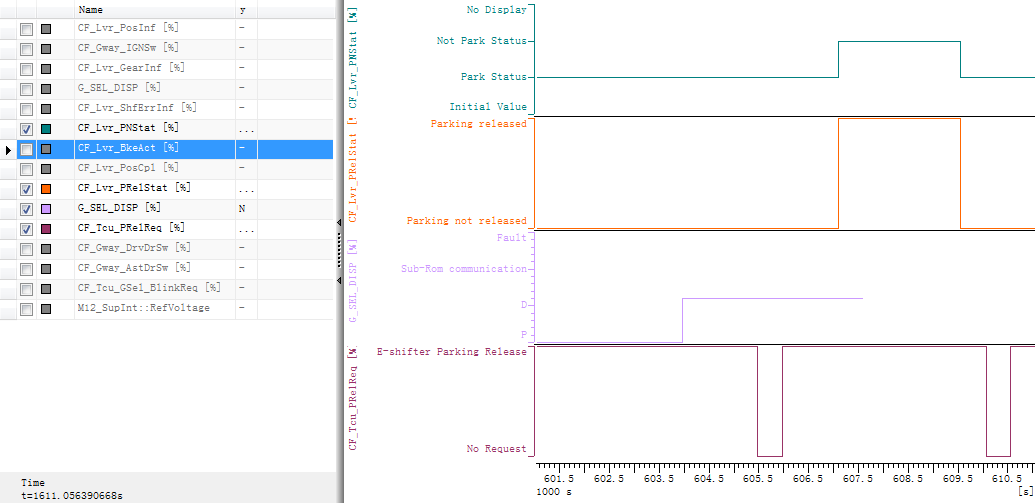 Name y
CF_Lvr_PosInf [%] -
CF_Gway_IGNSw [%] -
CF_Lvr_GearInf [%] -
G_SEL_DISP [%] -
CF_Lvr_ShfErrInf [%] -
CF_Lvr_PNStat [%] ...
CF_Lvr_BkeAct [%] -
CF_Lvr_PosCpl [%] -
CF_Lvr_PRelStat [%] ...
G_SEL_DISP [%] N
CF_Tcu_PRelReq [%] ...
CF_Gway_DrvDrSw [%] -
CF_Gway_AstDrSw [%] -
CF_Tcu_GSel_BlinkReq [%] -
M12_SupInt::RefVoltage -
Time
t=1611.056390668s
CF_Lvr_PNStat [%]
No Display
Not Park Status
Park Status
Initial Value
CF_Lvr_PRelStat [%
Parking released
Parking not released
G_SEL_DISP [%]
Fault
Sub-Rom communication
D
P
CF_Tcu_PRelReq [%]
E-shifter Parking Release
No Request
601.5 602.5 603.5 604.5 605.5 606.5 607.5 608.5 609.5 610.5
1000 s [s]